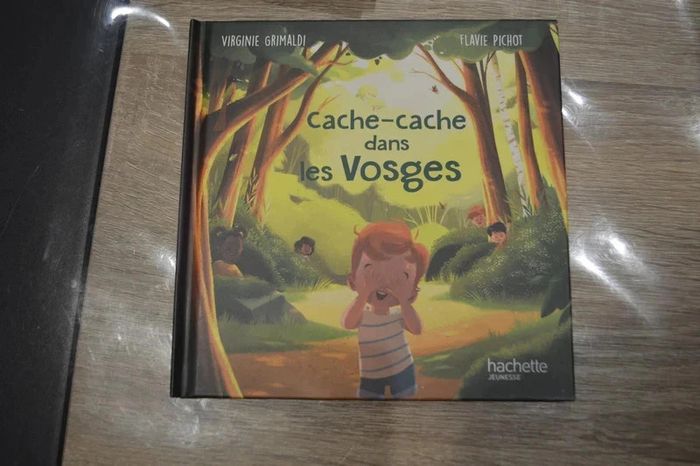 VIRGINIE GRIMALDI
FLAVIE PICHOT
Cache-cache
dans
les Vosges
hachette
JEUNESSE